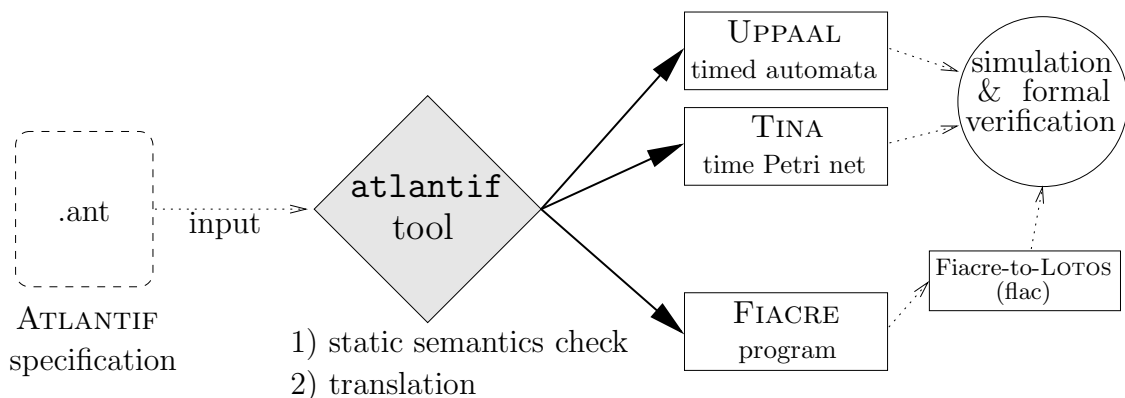 .ant
ATLANTIF
specification
input
atlantif
tool
1) static semantics check
2) translation
UPPAAL
timed automata
TINA
time Petri net
FIACRE
program
Fiacre-to-LOTOS
(flac)
simulation
& formal
verification